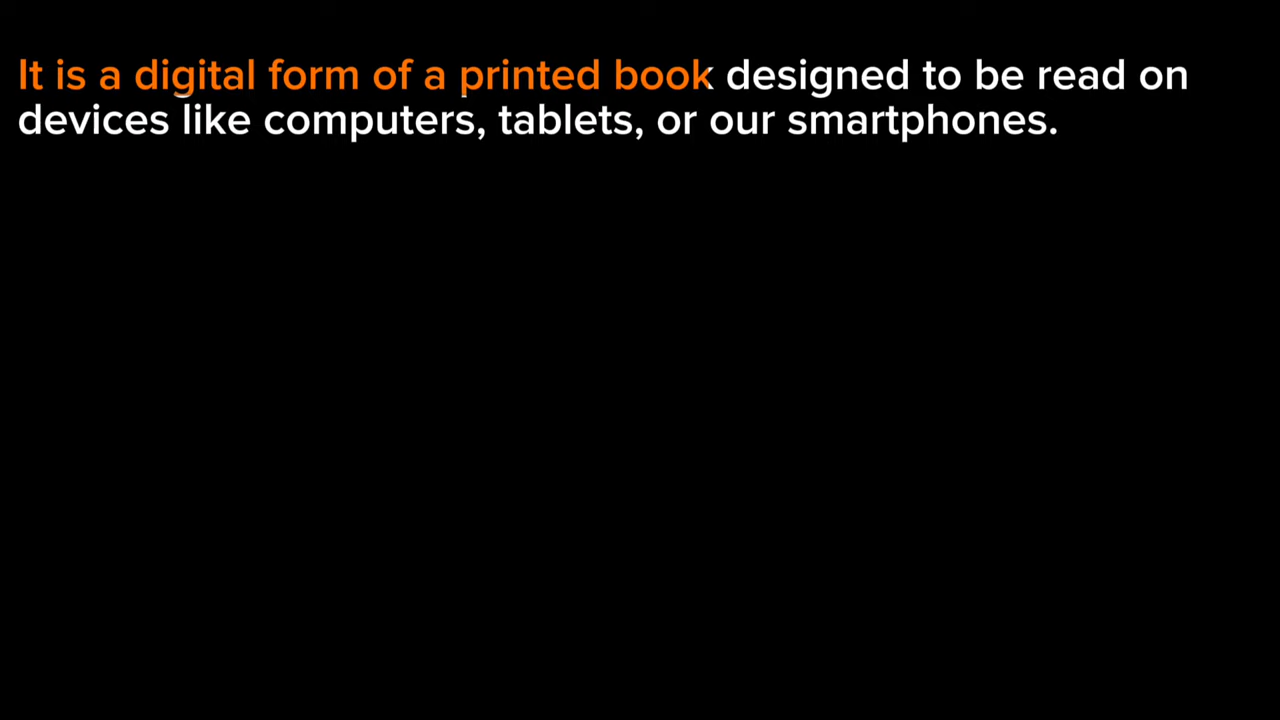 It is a digital form of a printed book designed to be read on
devices like computers, tablets, or our smartphones.